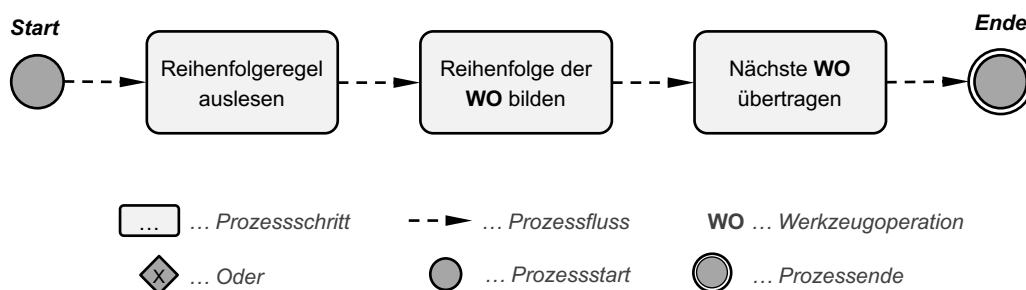 Start
Ende
Reihenfolgeregel
auslesen
Reihenfolge der
WO bilden
Nächste WO
übertragen
... ... Prozessschritt
... Prozessfluss
WO ... Werkzeugoperation
X ... Oder
... Prozessstart
... Prozessende